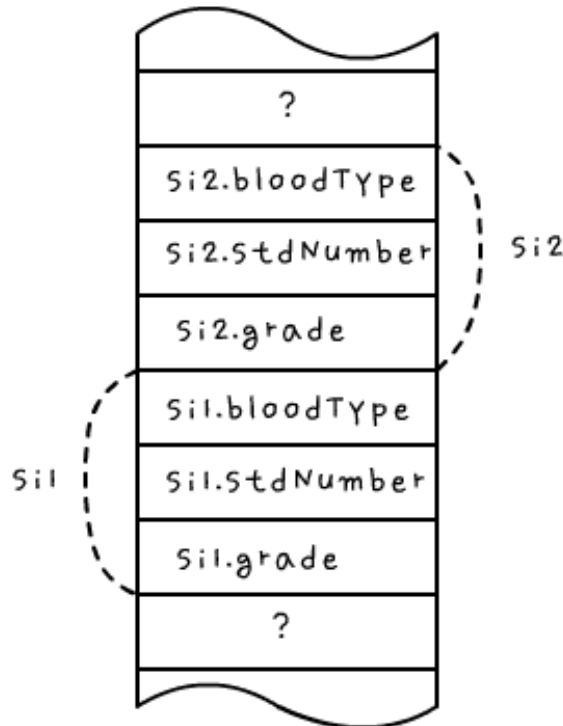 ?
Si2.bloodType
Si2.StdNumber
Si2
Si2.grade
Si1.bloodType
Si1
Si1.StdNumber
Si1.grade
?